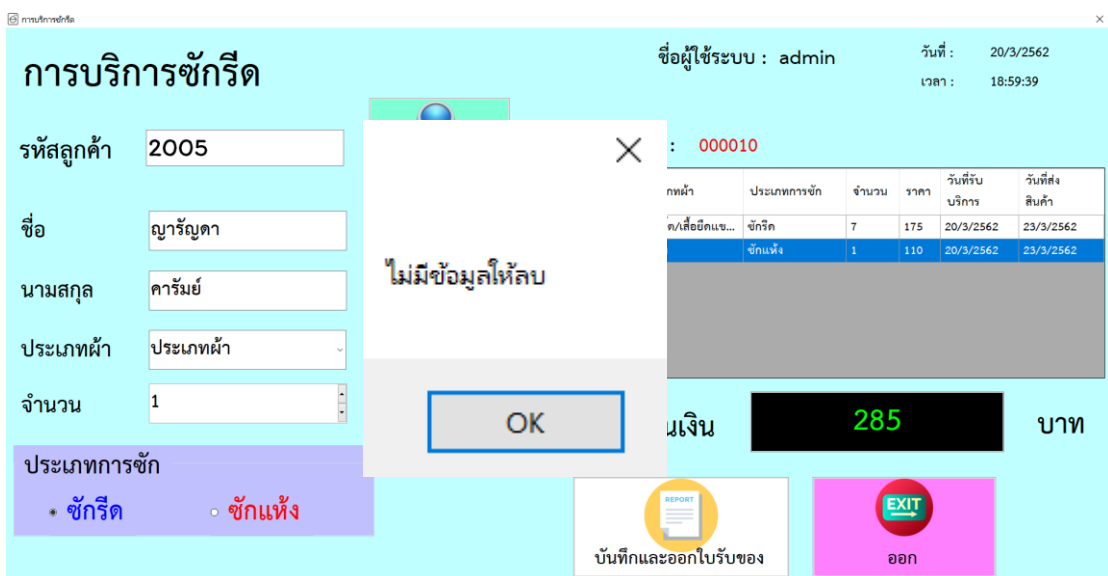 การบริการซักรีด
การบริการซักรีด
ชื่อผู้ใช้ระบบ : admin
วันที่ : 20/3/2562
เวลา : 18:59:39
รหัสลูกค้า 2005
: 000010
ประเภทการซัก จำนวน ราคา วันที่รับบริการ วันที่ส่งสินค้า
ซักรีด 7 175 20/3/2562 23/3/2562
ซักแห้ง 1 110 20/3/2562 23/3/2562
ชื่อ ญารัญดา
นามสกุล คารัมย์
ประเภทผ้า ประเภทผ้า
จำนวน 1
ไม่มีข้อมูลให้ลบ
OK
285 บาท
ประเภทการซัก
ซักรีด ซักแห้ง
REPORT
บันทึกและออกใบรับของ
EXIT
ออก